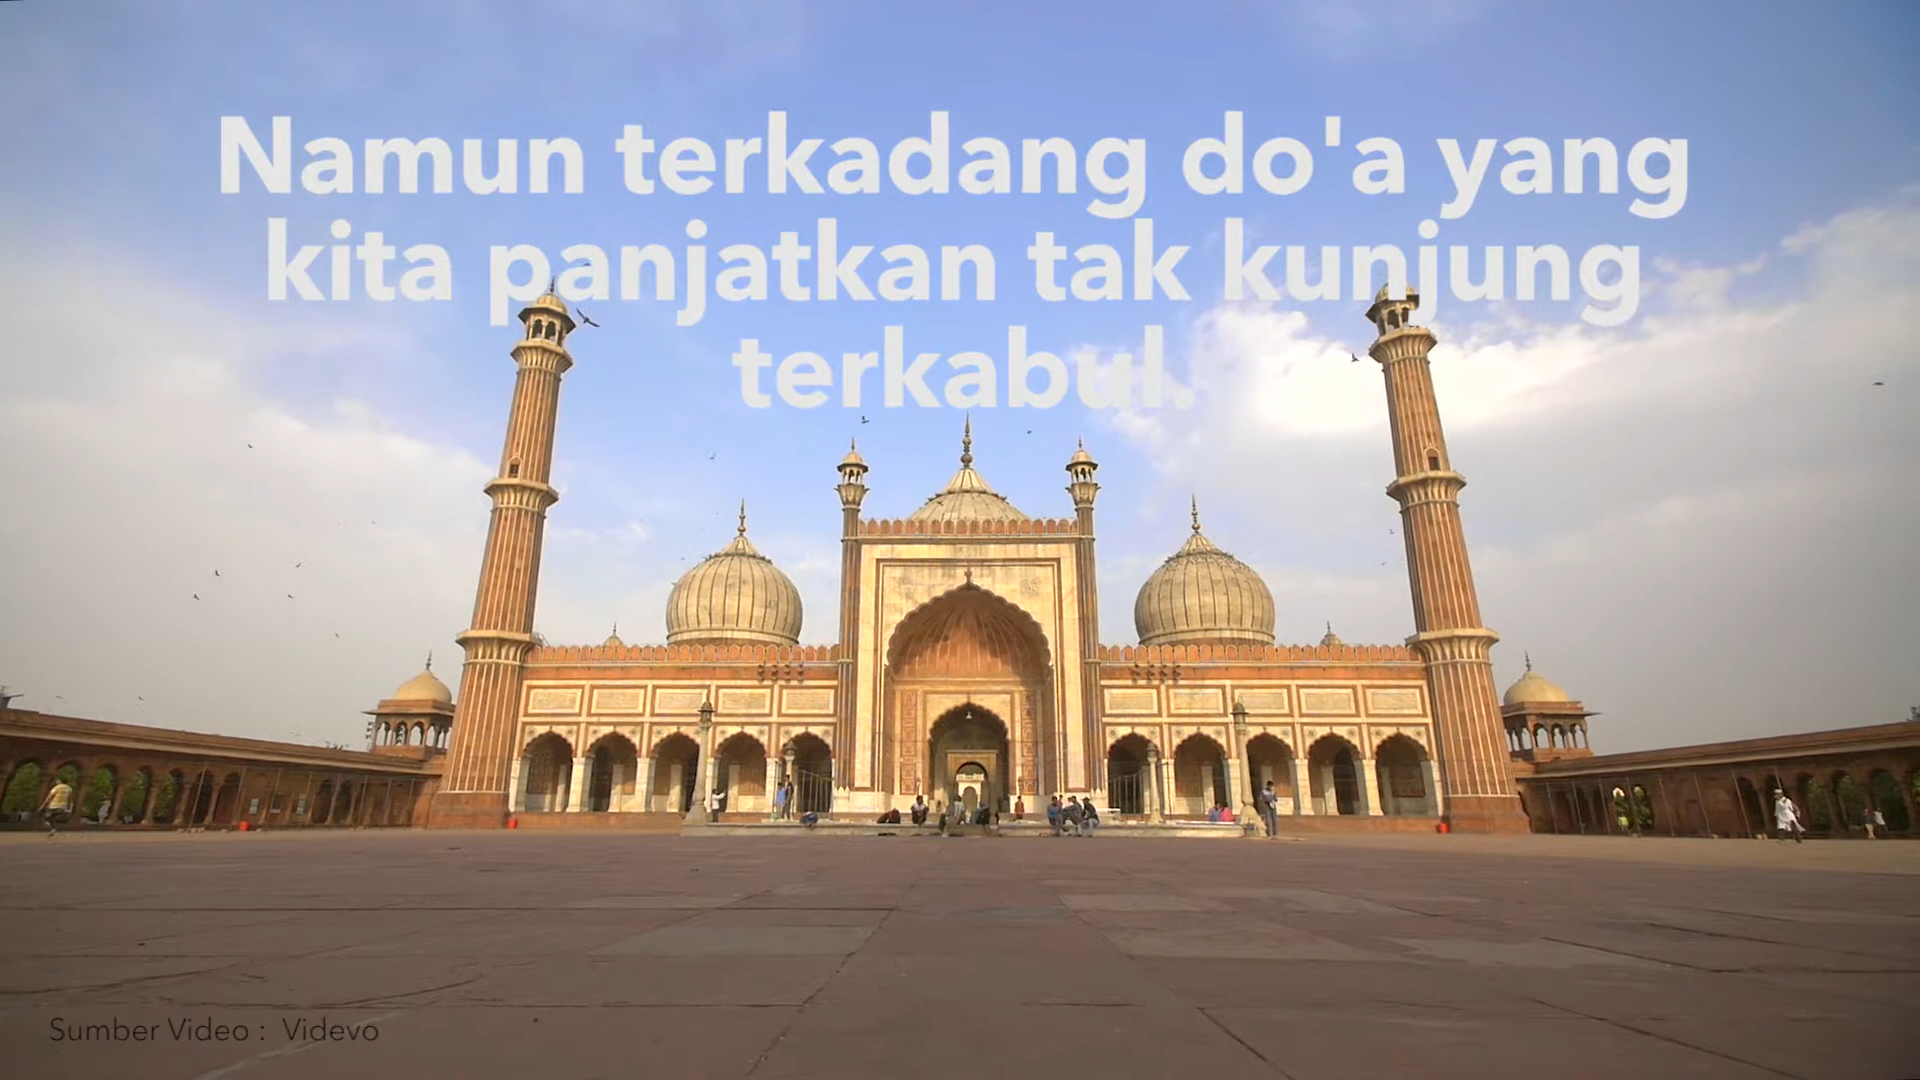 Namun terkadang do'a yang
kita panjatkan tak kunjung
terkabul.
Sumber Video : Videvo